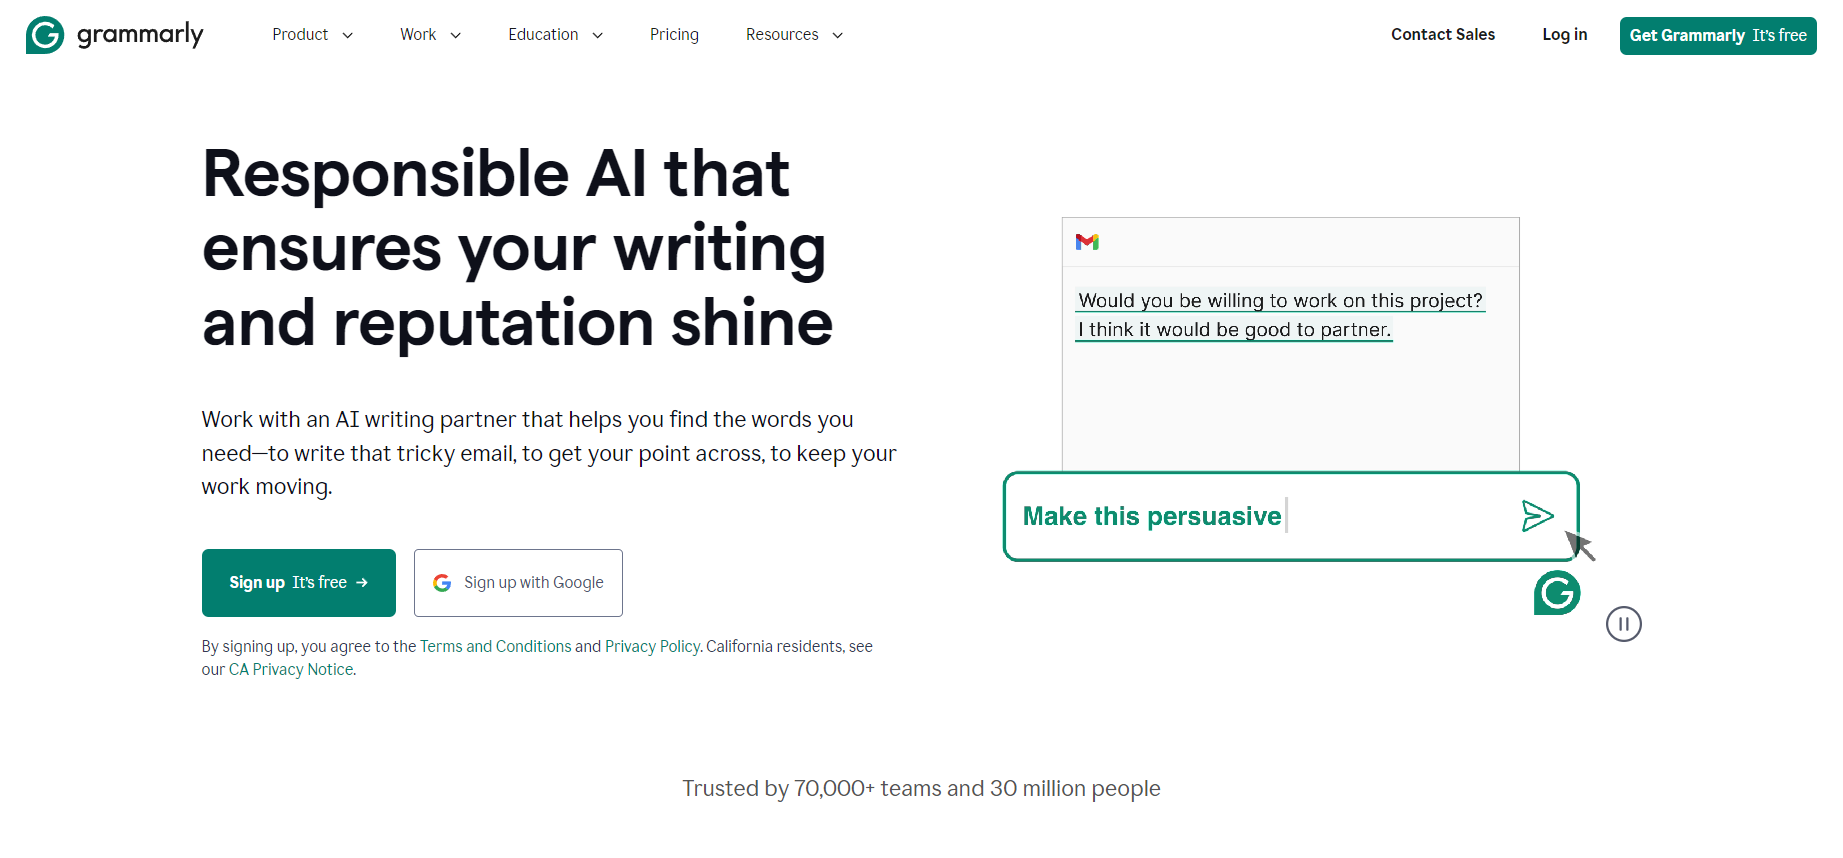 grammarly
Product
Work
Education
Pricing
Resources
Contact Sales
Log in
Get Grammarly It's free
Responsible AI that
ensures your writing
and reputation shine
Work with an AI writing partner that helps you find the words you
need—to write that tricky email, to get your point across, to keep your
work moving.
Sign up It's free →
Sign up with Google
By signing up, you agree to the Terms and Conditions and Privacy Policy. California residents, see
our CA Privacy Notice.
Would you be willing to work on this project?
I think it would be good to partner.
Make this persuasive
Trusted by 70,000+ teams and 30 million people